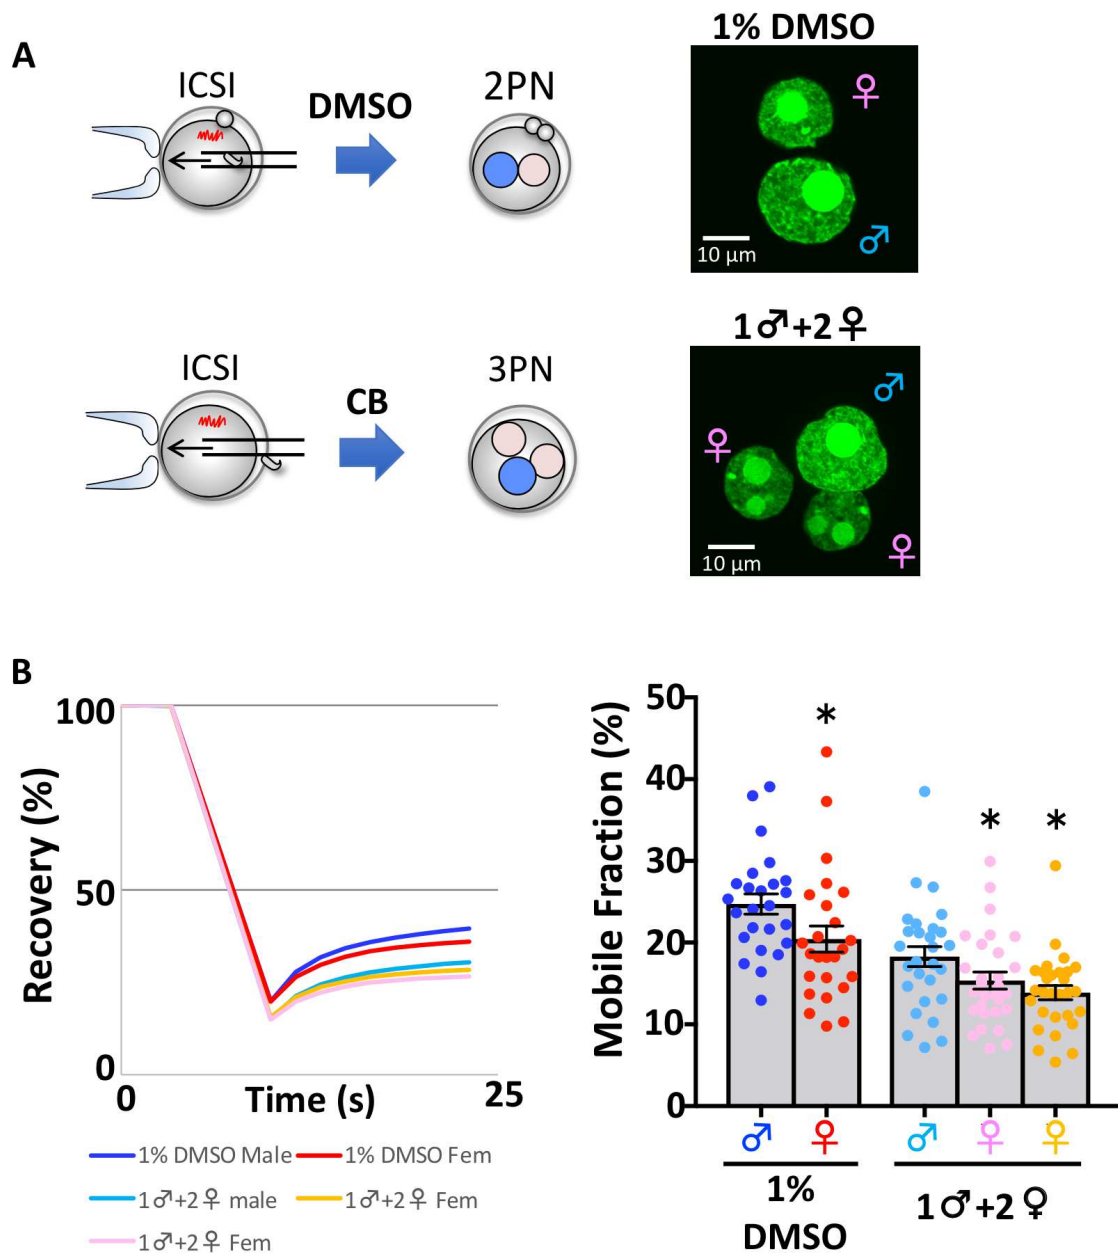 A
ICSI
DMSO
2PN
1% DMSO
♀
♂
10 µm
ICSI
CB
3PN
1♂+2♀
♂
♀
♀
10 µm
B
Recovery (%)
100
50
0
0
Time (s)
25
1% DMSO Male
1% DMSO Fem
1♂+2♀ male
1♂+2♀ Fem
1♂+2♀ Fem
Mobile Fraction (%)
50
40
30
20
10
0
*
*
*
♂
♀
♂
♀
♀
1%
DMSO
1♂+2♀